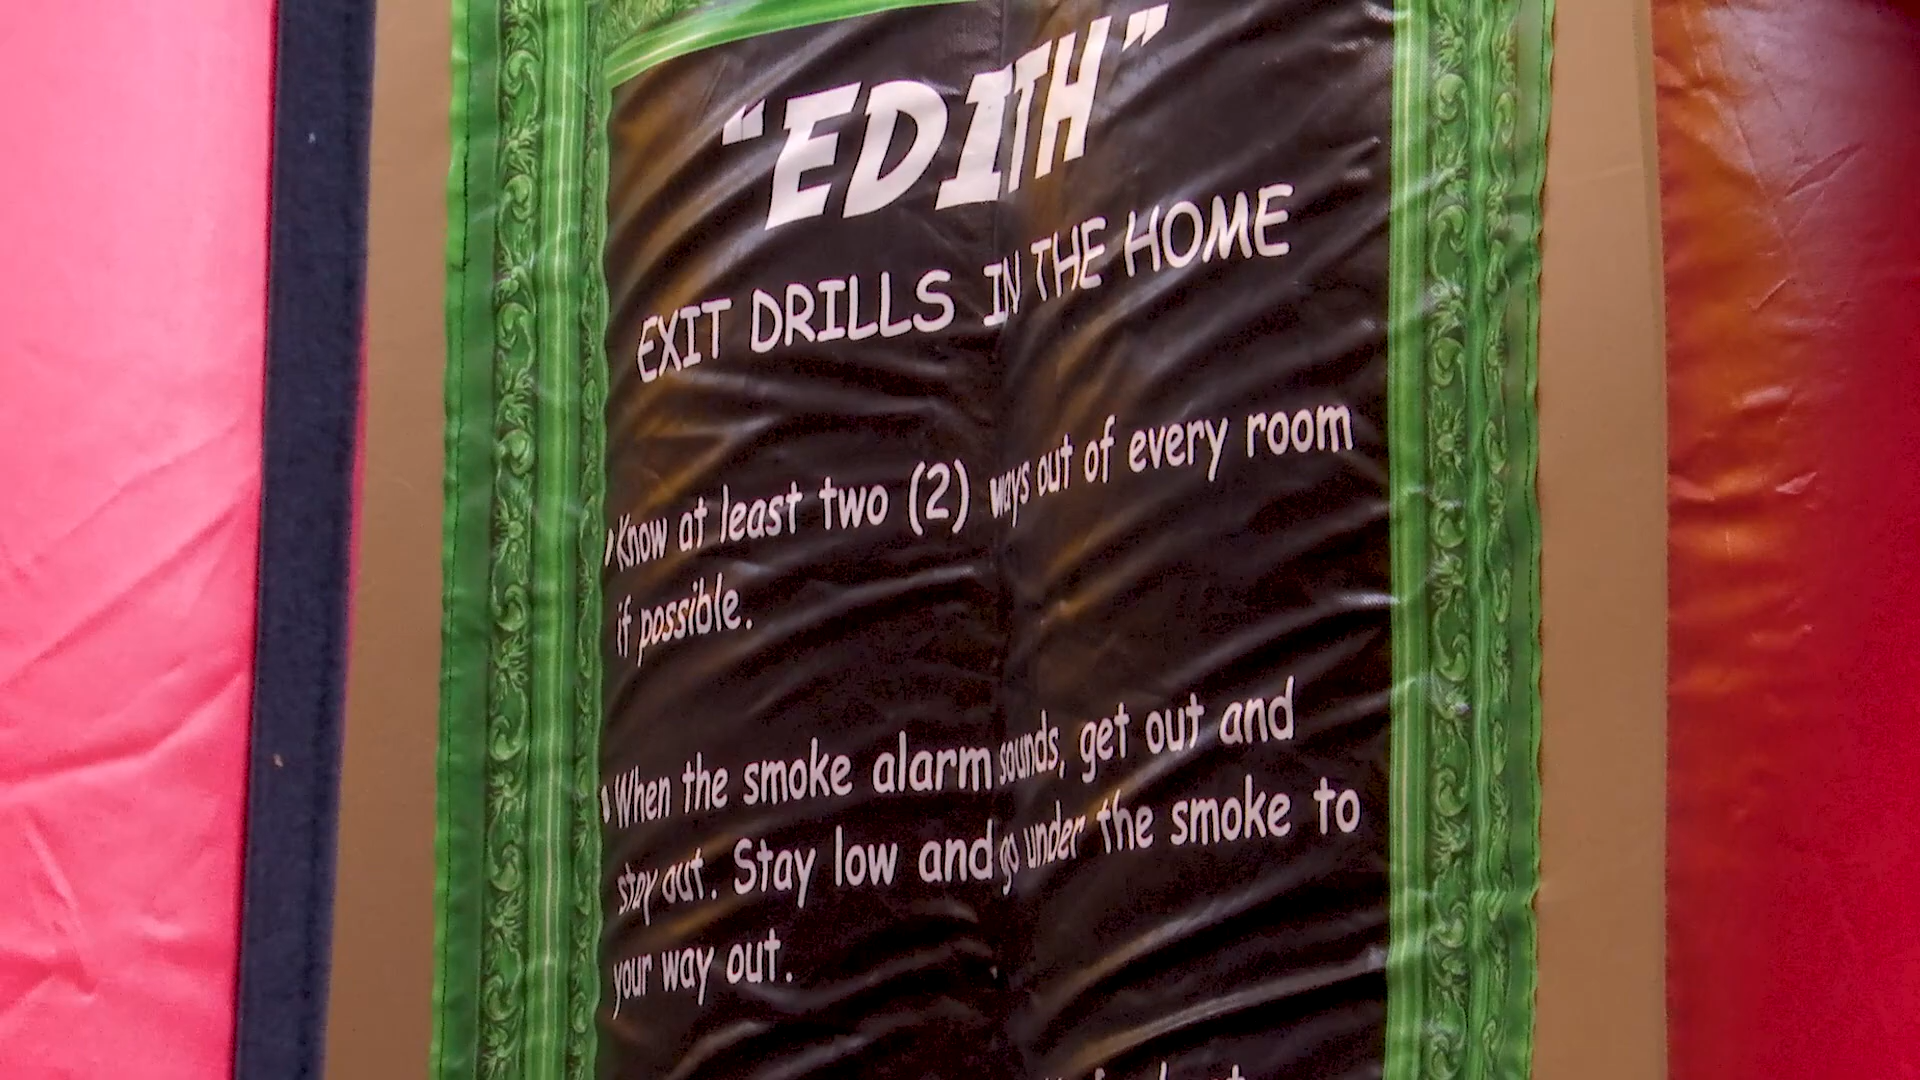 "EDITH"
EXIT DRILLS IN THE HOME
Know at least two (2) ways out of every room
if possible.
When the smoke alarm sounds, get out and
stay out. Stay low and go under the smoke to
your way out.